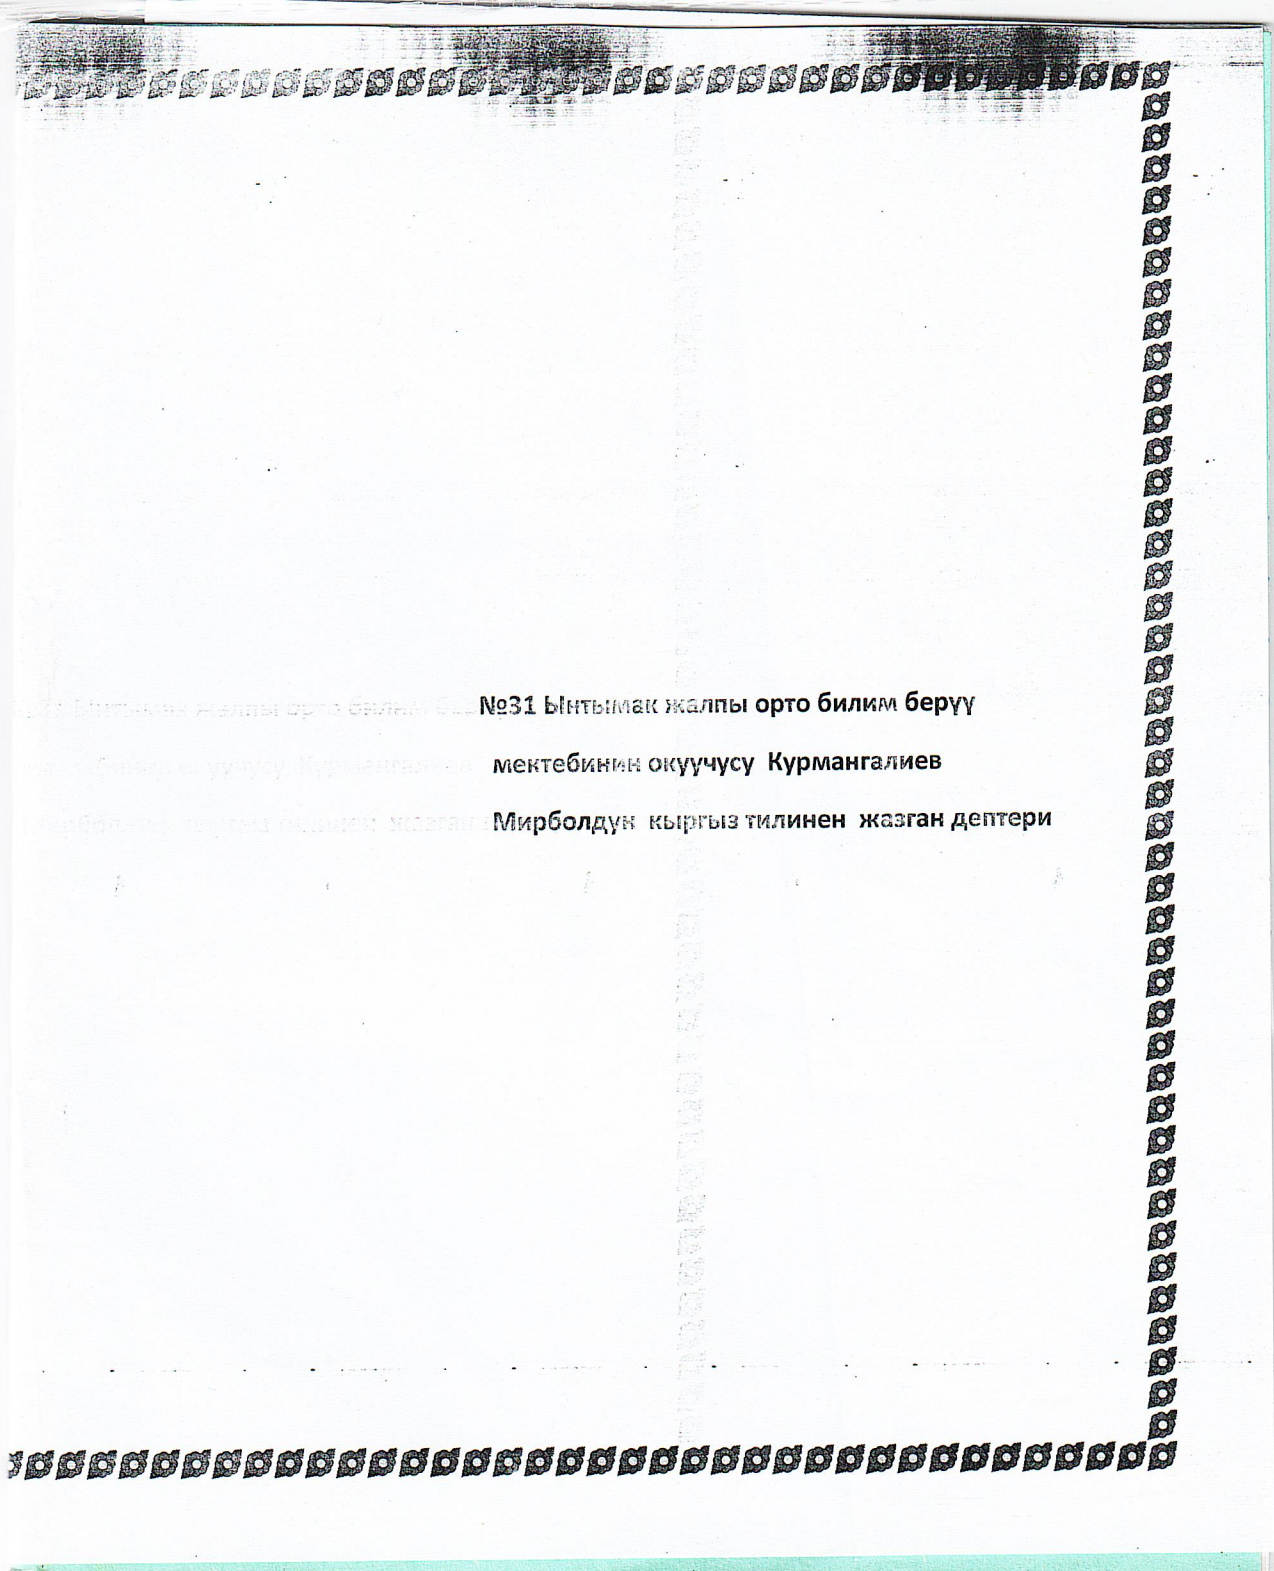 №31 Ынтымак жалпы орто билим берүү
мектебинин окуучусу Курмангалиев
Мирболдун кыргыз тилинен жазган дептери